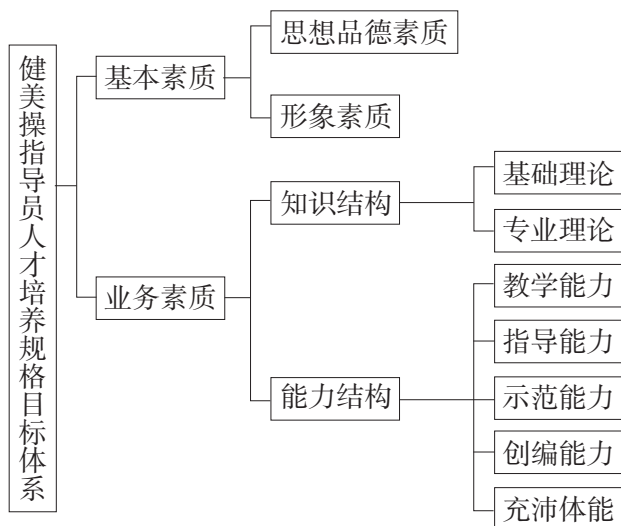 健美操指导员人才培养规格目标体系
基本素质
思想品德素质
形象素质
业务素质
知识结构
基础理论
专业理论
能力结构
教学能力
指导能力
示范能力
创编能力
充沛体能